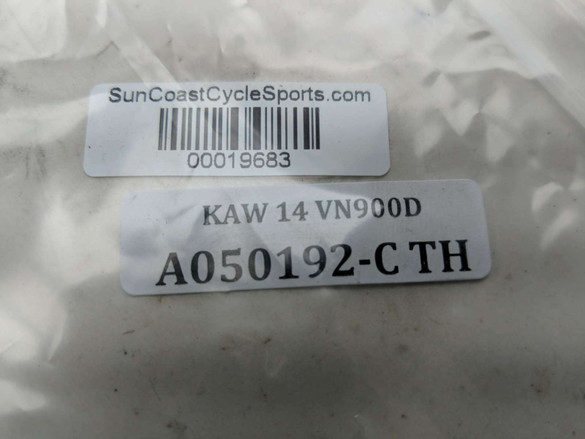 SunCoastCycleSports.com
00019683
KAW 14 VN900D
A050192-C TH